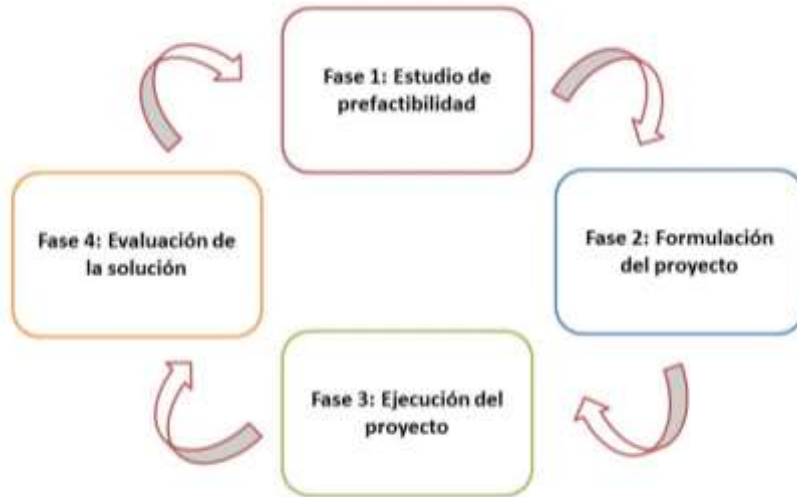 Fase 1: Estudio de
prefactibilidad
Fase 2: Formulación
del proyecto
Fase 3: Ejecución del
proyecto
Fase 4: Evaluación de
la solución